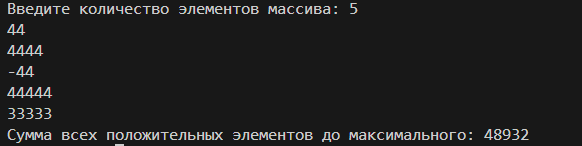 Введите количество элементов массива: 5
44
4444
-44
44444
33333
Сумма всех положительных элементов до максимального: 48932